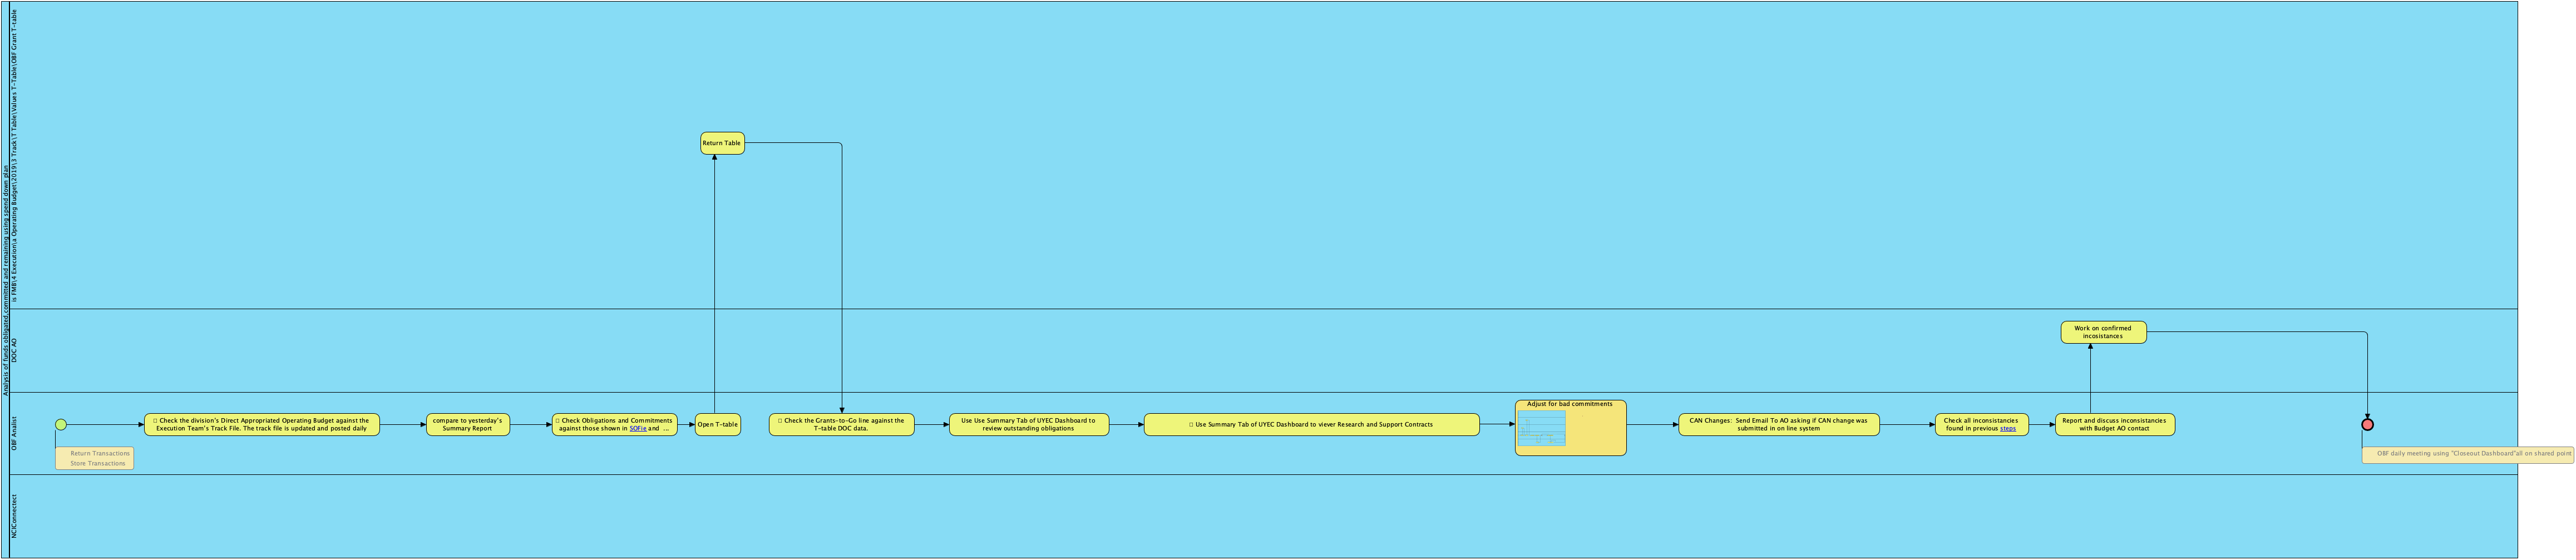 Analysis of funds obligated,committed and remaining using spend down plan
is FMB\4 Execution\a Operating Budget\2019\3 Track\T Table\Values T-Table\OBF Grant T-table
Return Table
DOC AO
Work on confirmed
incosistances
OBF Analist
Check the division's Direct Appropriated Operating Budget against the
Execution Team's Track File. The track file is updated and posted daily
compare to yesterday's
Summary Report
Check Obligations and Commitments
against those shown in SOFie and ...
Open T-table
Check the Grants-to-Go line against the
T-table DOC data.
Use Use Summary Tab of UYEC Dashboard to
review outstanding obligations
Use Summary Tab of UYEC Dashboard to viever Research and Support Contracts
Adjust for bad commitments
CAN Changes: Send Email To AO asking if CAN change was
submitted in on line system
Check all inconsistancies
found in previous steps
Report and discuss inconsistancies
with Budget AO contact
Return Transactions
Store Transactions
OBF daily meeting using "Closeout Dashboard"all on shared point
NCIConnectect